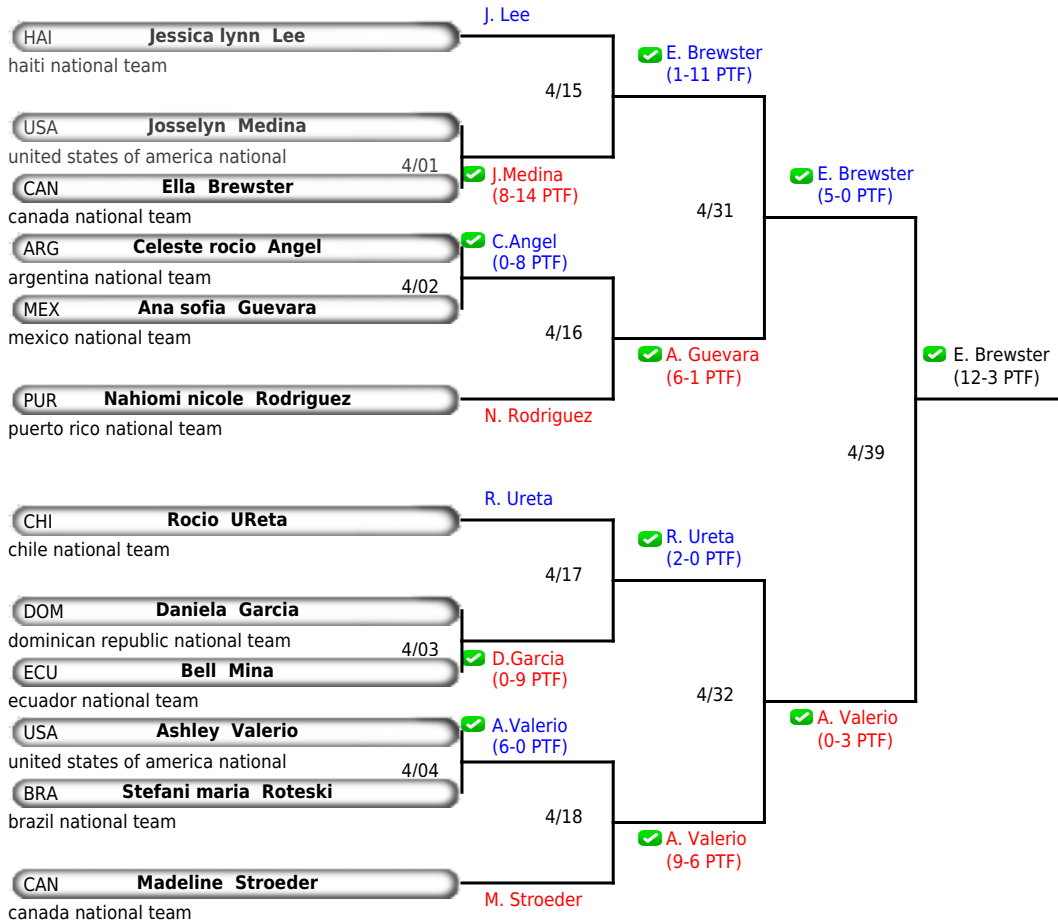 J. Lee
HAI Jessica lynn Lee
haiti national team
E. Brewster
(1-11 PTF)
4/15
USA Josselyn Medina
united states of america national
4/01
J.Medina
(8-14 PTF)
CAN Ella Brewster
canada national team
E. Brewster
(5-0 PTF)
4/31
ARG Celeste rocio Angel
argentina national team
C.Angel
(0-8 PTF)
4/02
MEX Ana sofia Guevara
mexico national team
4/16
A. Guevara
(6-1 PTF)
E. Brewster
(12-3 PTF)
PUR Nahiomi nicole Rodriguez
puerto rico national team
N. Rodriguez
4/39
R. Ureta
CHI Rocio UReta
chile national team
R. Ureta
(2-0 PTF)
4/17
DOM Daniela Garcia
dominican republic national team
4/03
D.Garcia
(0-9 PTF)
ECU Bell Mina
ecuador national team
4/32
A. Valerio
(0-3 PTF)
USA Ashley Valerio
united states of america national
A.Valerio
(6-0 PTF)
4/04
BRA Stefani maria Roteski
brazil national team
4/18
A. Valerio
(9-6 PTF)
CAN Madeline Stroeder
canada national team
M. Stroeder